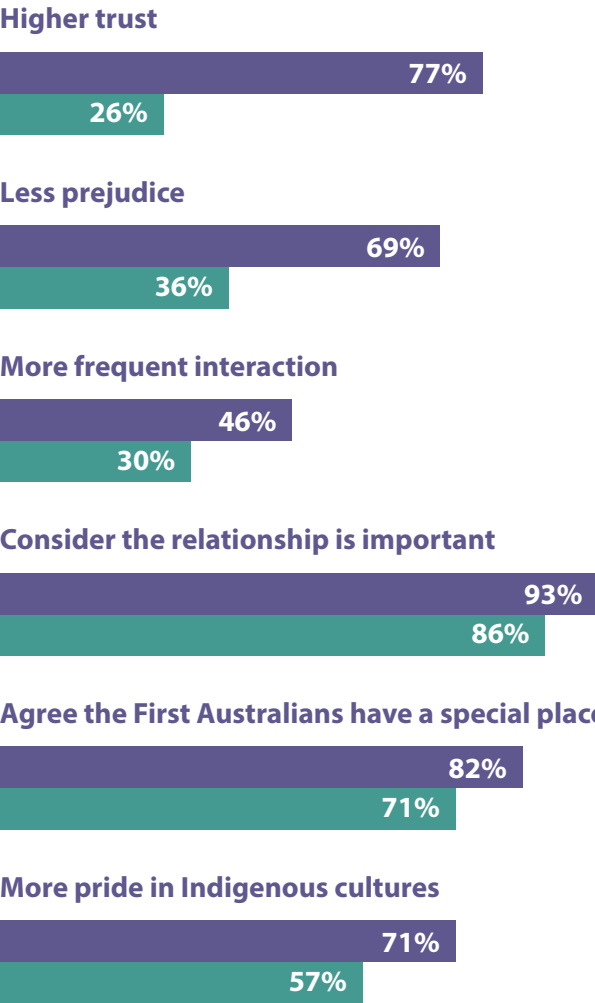 Higher trust
77%
26%
Less prejudice
69%
36%
More frequent interaction
46%
30%
Consider the relationship is important
93%
86%
Agree the First Australians have a special place
82%
71%
More pride in Indigenous cultures
71%
57%